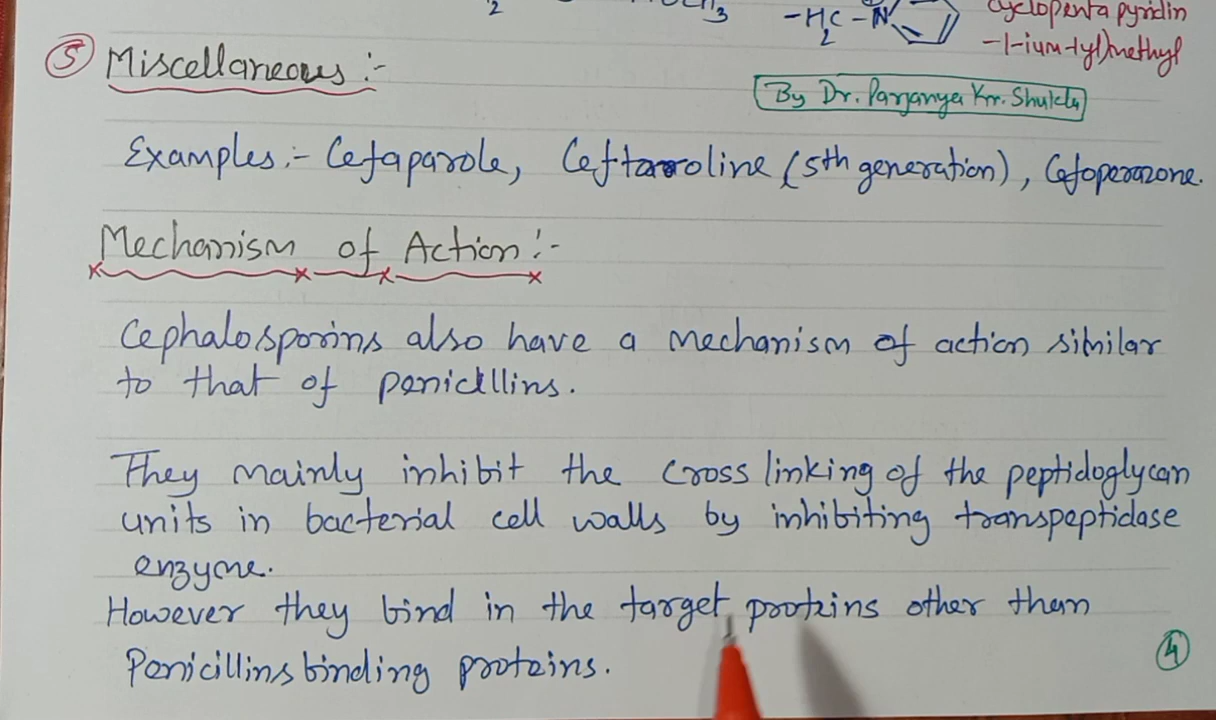 2
CH3
-H2C-N
cyclopenta pyridin
-1-ium-1yl)methyl
⑤ Miscellaneous :-
By Dr. Parjanya Kr. Shukla
Examples :- Cefaparole, Ceftaroline (5th generation), Cefoperazone.
Mechanism of Action :-
Cephalosporins also have a mechanism of action similar
to that of penicillins.
They mainly inhibit the cross linking of the peptidoglycan
units in bacterial cell walls by inhibiting transpeptidase
enzyme.
However they bind in the target proteins other than
Penicillins binding proteins.
④